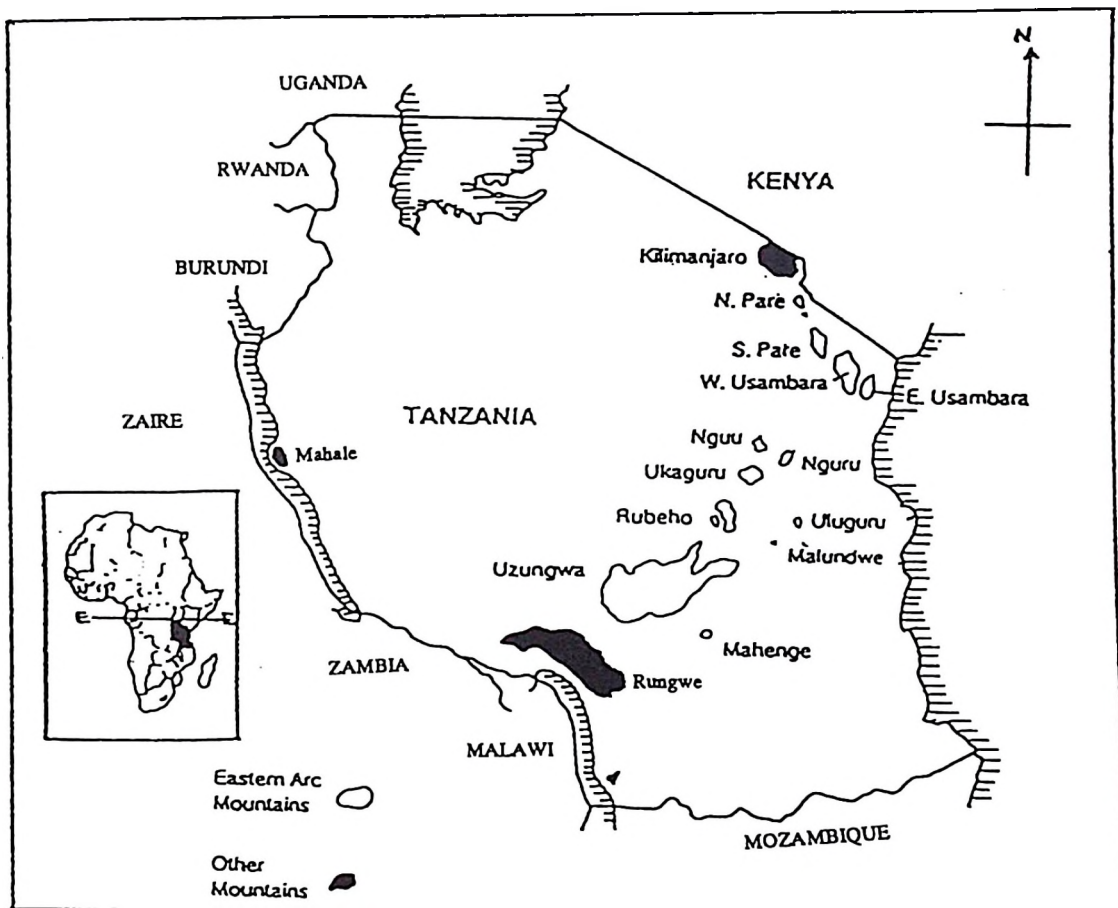 N
UGANDA
RWANDA
KENYA
Kilimanjaro
BURUNDI
N. Pare
S. Pate
W. Usambara
E. Usambara
TANZANIA
ZAIRE
Mahale
Nguu
Nguru
Ukaguru
Rubeho
Uluguru
Malundwe
Uzungwa
E E
Mahenge
ZAMBIA
Rungwe
MALAWI
Eastern Arc
Mountains
MOZAMBIQUE
Other
Mountains